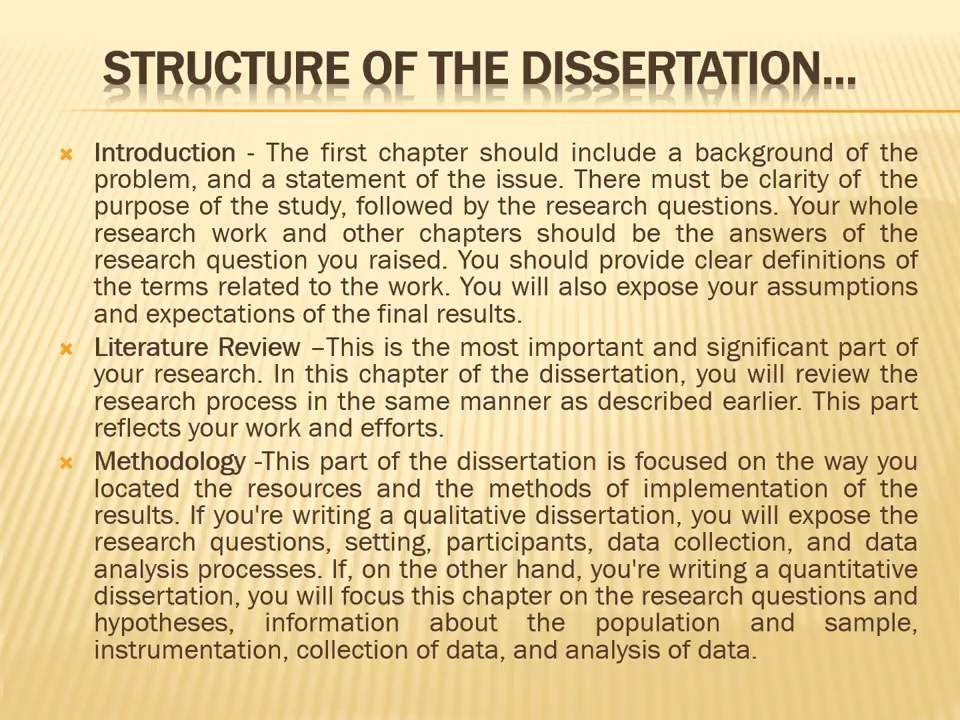 STRUCTURE OF THE DISSERTATION...
Introduction - The first chapter should include a background of the
problem, and a statement of the issue. There must be clarity of the
purpose of the study, followed by the research questions. Your whole
research work and other chapters should be the answers of the
research question you raised. You should provide clear definitions of
the terms related to the work. You will also expose your assumptions
and expectations of the final results.
Literature Review –This is the most important and significant part of
your research. In this chapter of the dissertation, you will review the
research process in the same manner as described earlier. This part
reflects your work and efforts.
Methodology -This part of the dissertation is focused on the way you
located the resources and the methods of implementation of the
results. If you're writing a qualitative dissertation, you will expose the
research questions, setting, participants, data collection, and data
analysis processes. If, on the other hand, you're writing a quantitative
dissertation, you will focus this chapter on the research questions and
hypotheses, information about the population and sample,
instrumentation, collection of data, and analysis of data.